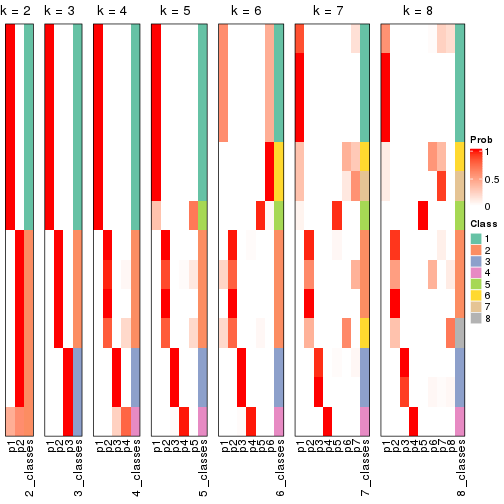 k = 2 k = 3 k = 4 k = 5 k = 6 k = 7 k = 8
Prob
1
0.5
0
Class
1
2
3
4
5
6
7
8
p1 p2 2_classes
p1 p2 p3 3_classes
p1 p2 p3 p4 4_classes
p1 p2 p3 p4 p5 5_classes
p1 p2 p3 p4 p5 p6 6_classes
p1 p2 p3 p4 p5 p6 p7 7_classes
p1 p2 p3 p4 p5 p6 p7 p8 8_classes